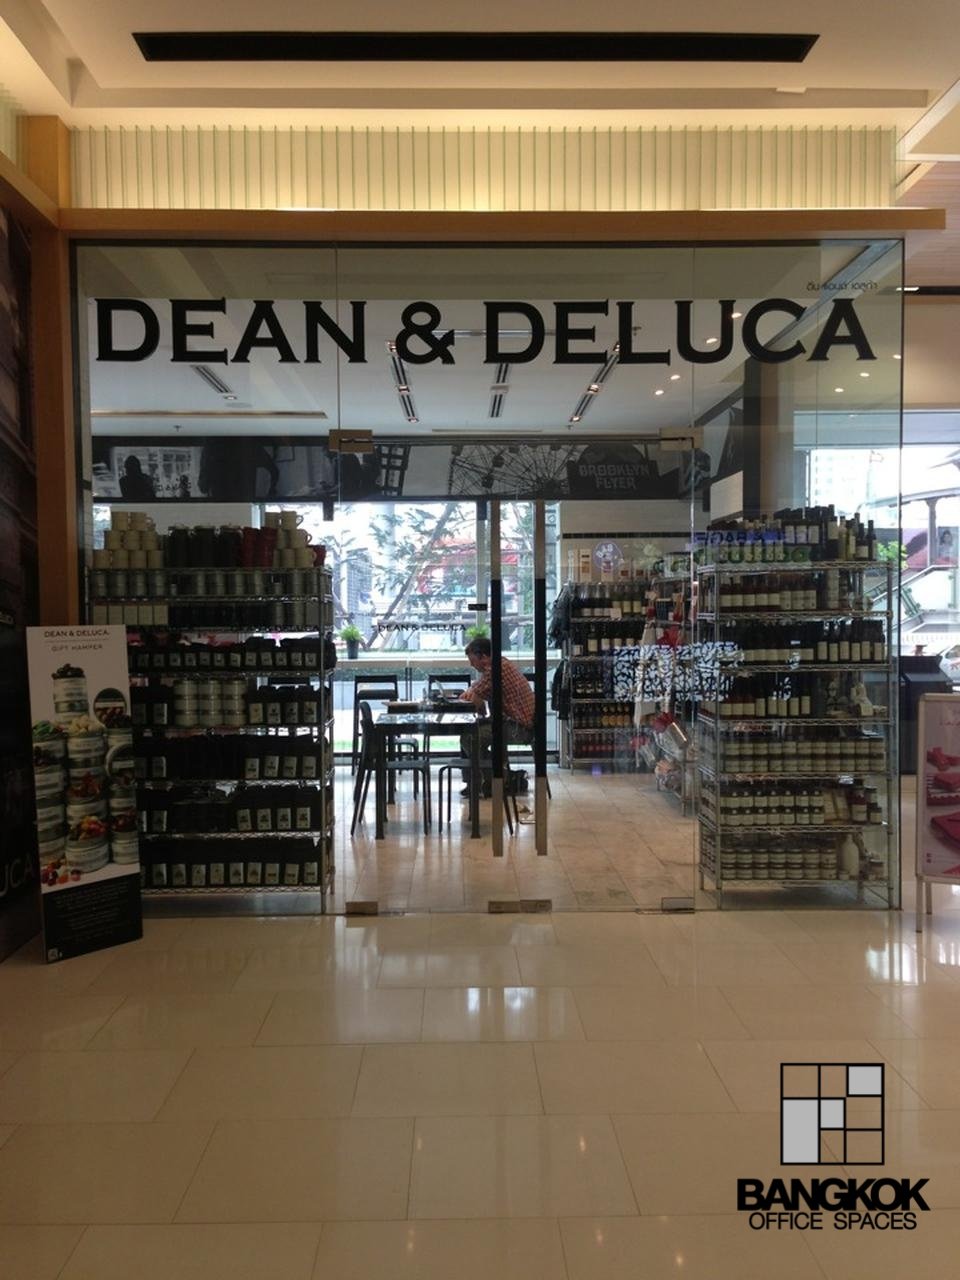 ดีน แอนด์ เดลูก้า
DEAN & DELUCA
BROOKLYN
FLYER
DEAN & DELUCA
DEAN & DELUCA.
GIFT HAMPER
UCA
BANGKOK
OFFICE SPACES